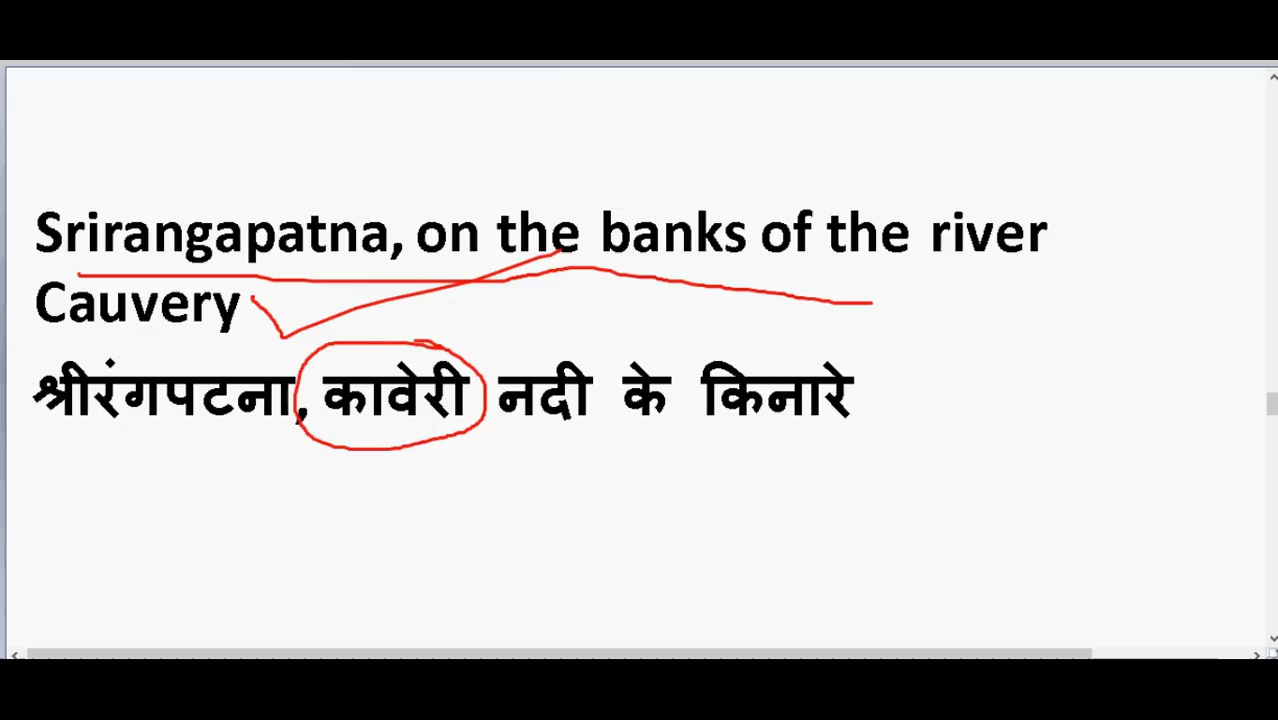 Srirangapatna, on the banks of the river
Cauvery
श्रीरंगपटना, कावेरी नदी के किनारे